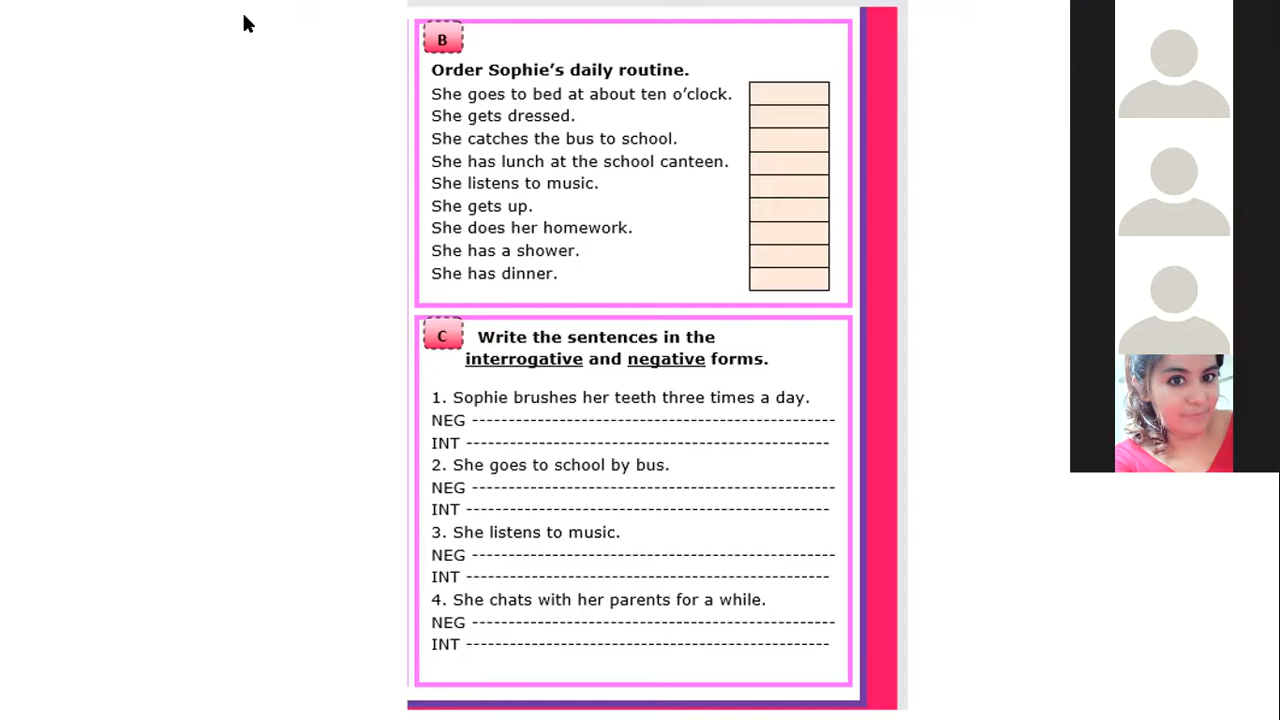 B
Order Sophie's daily routine.
She goes to bed at about ten o'clock.
She gets dressed.
She catches the bus to school.
She has lunch at the school canteen.
She listens to music.
She gets up.
She does her homework.
She has a shower.
She has dinner.
C
Write the sentences in the
interrogative and negative forms.
1. Sophie brushes her teeth three times a day.
NEG ---------------------------------------------------
INT ---------------------------------------------------
2. She goes to school by bus.
NEG ---------------------------------------------------
INT ---------------------------------------------------
3. She listens to music.
NEG ---------------------------------------------------
INT ---------------------------------------------------
4. She chats with her parents for a while.
NEG ---------------------------------------------------
INT ---------------------------------------------------